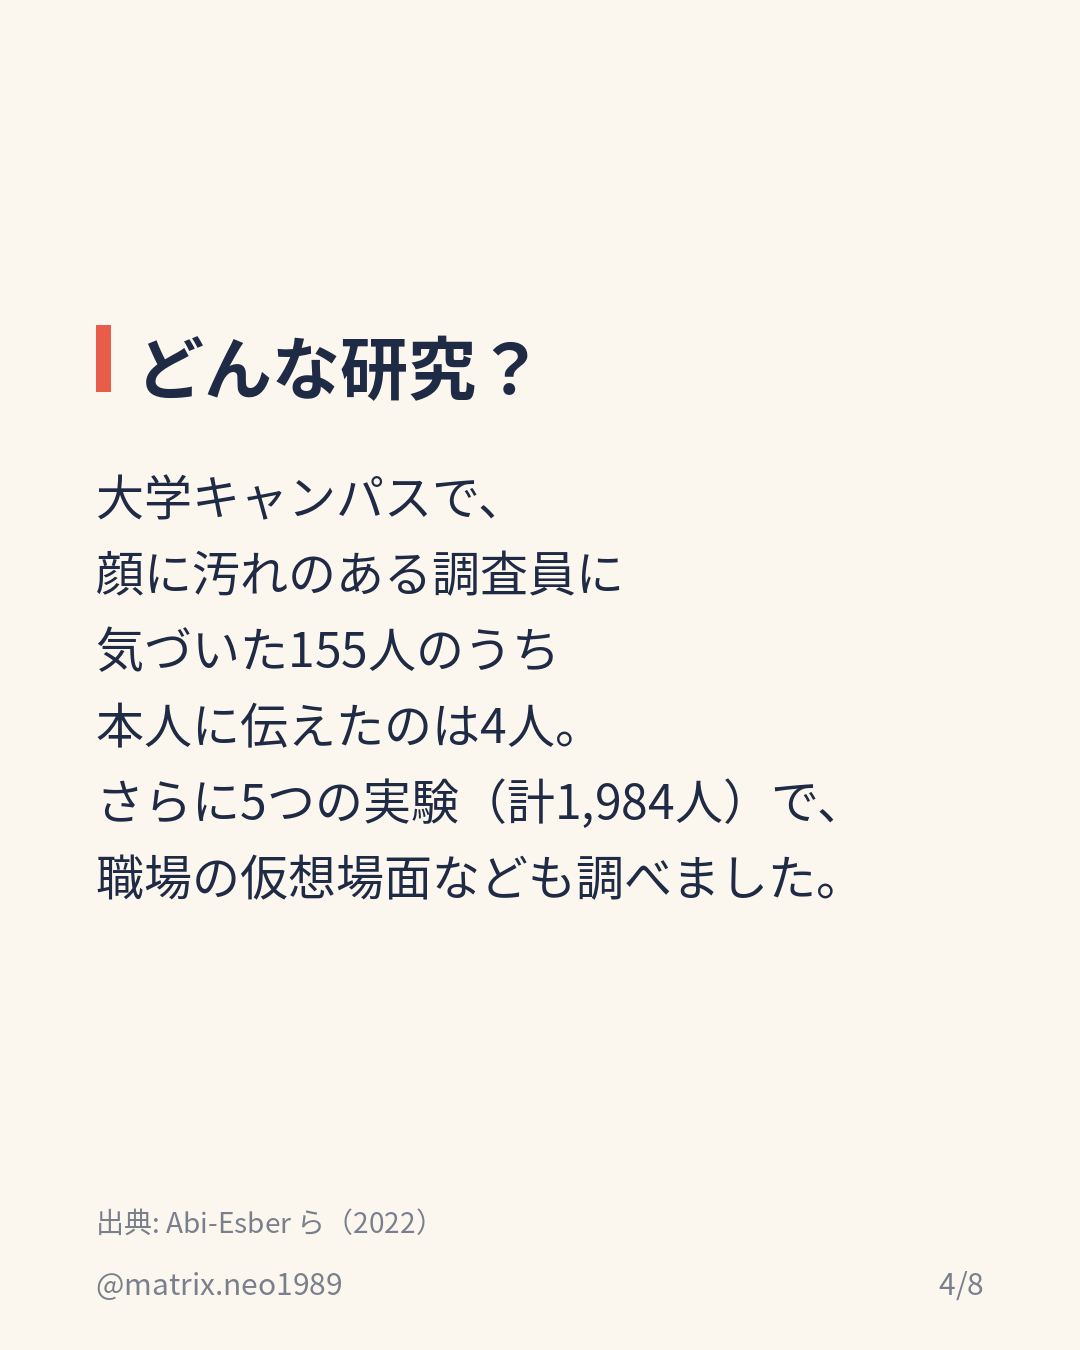 どんな研究？
大学キャンパスで、
顔に汚れのある調査員に
気づいた155人のうち
本人に伝えたのは4人。
さらに5つの実験（計1,984人）で、
職場の仮想場面なども調べました。
出典: Abi-Esber ら（2022）
@matrix.neo1989
4/8